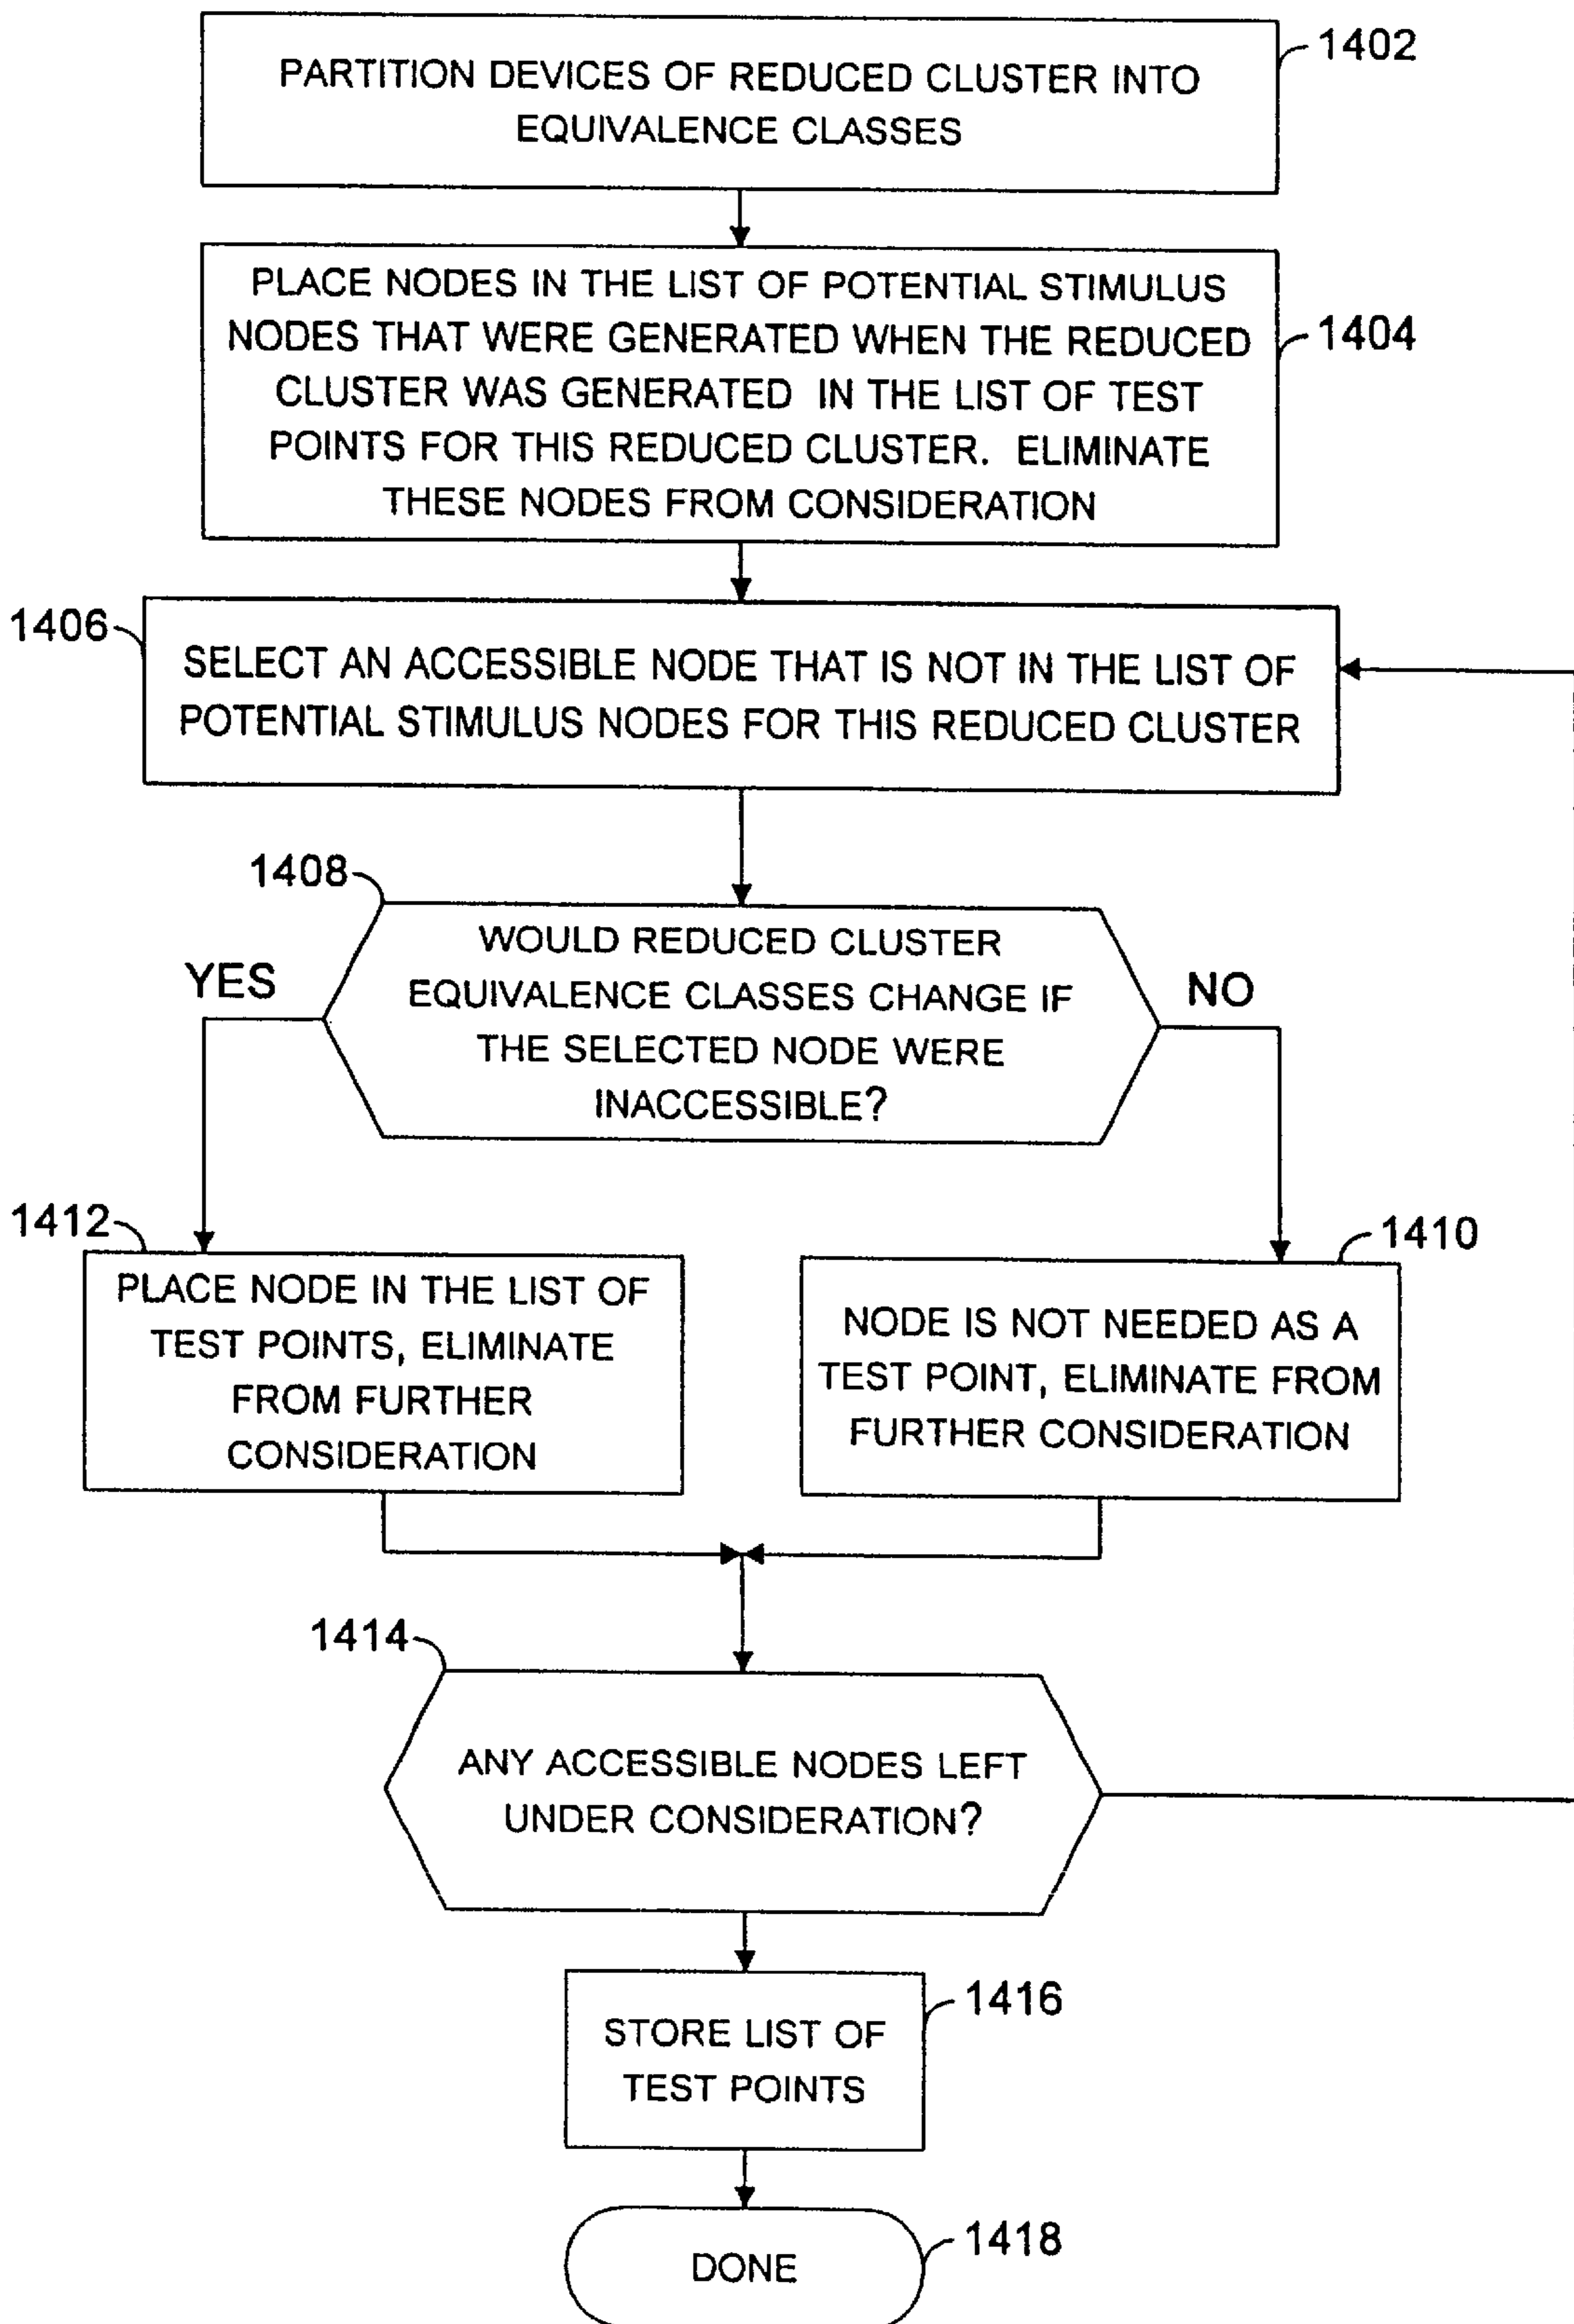 1402
PARTITION DEVICES OF REDUCED CLUSTER INTO
EQUIVALENCE CLASSES
PLACE NODES IN THE LIST OF POTENTIAL STIMULUS
NODES THAT WERE GENERATED WHEN THE REDUCED
CLUSTER WAS GENERATED IN THE LIST OF TEST
POINTS FOR THIS REDUCED CLUSTER. ELIMINATE
THESE NODES FROM CONSIDERATION
1404
1406
SELECT AN ACCESSIBLE NODE THAT IS NOT IN THE LIST OF
POTENTIAL STIMULUS NODES FOR THIS REDUCED CLUSTER
1408
WOULD REDUCED CLUSTER
EQUIVALENCE CLASSES CHANGE IF
THE SELECTED NODE WERE
INACCESSIBLE?
YES
NO
1412
PLACE NODE IN THE LIST OF
TEST POINTS, ELIMINATE
FROM FURTHER
CONSIDERATION
1410
NODE IS NOT NEEDED AS A
TEST POINT, ELIMINATE FROM
FURTHER CONSIDERATION
1414
ANY ACCESSIBLE NODES LEFT
UNDER CONSIDERATION?
1416
STORE LIST OF
TEST POINTS
1418
DONE